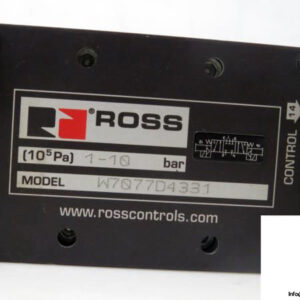 ®ROSS
(10⁵Pa) 1-10 bar
MODEL W7077D4331
www.rosscontrols.com
CONTROL 14